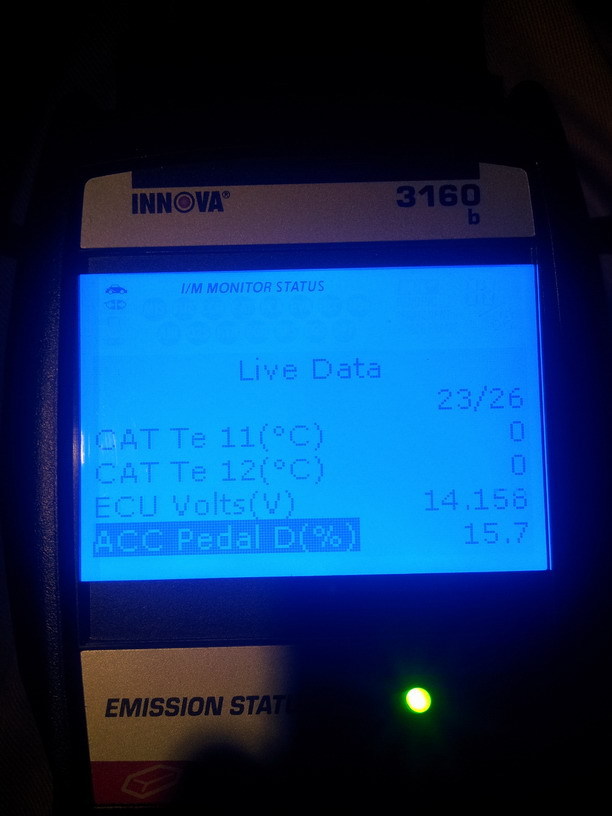 INNOVA®
3160
b
I/M MONITOR STATUS
Live Data
23/26
CAT Te 11(°C) 0
CAT Te 12(°C) 0
ECU Volts(V) 14.156
ACC Pedal D(%) 15.7
EMISSION STAT